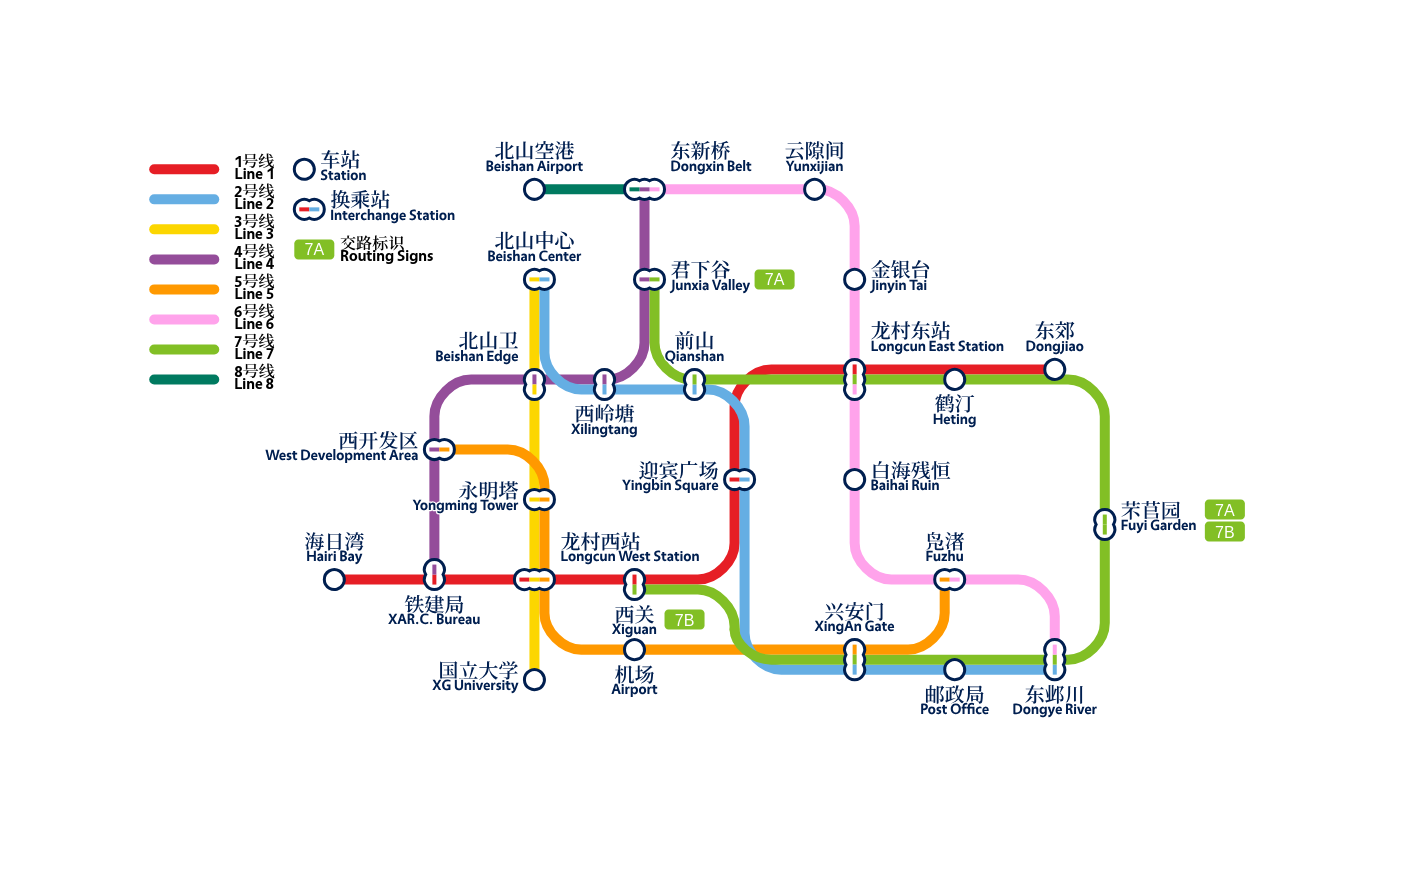 1号线
Line 1
2号线
Line 2
3号线
Line 3
4号线
Line 4
5号线
Line 5
6号线
Line 6
7号线
Line 7
8号线
Line 8
车站
Station
换乘站
Interchange Station
7A
交路标识
Routing Signs
北山空港
Beishan Airport
东新桥
Dongxin Belt
云隙间
Yunxijian
北山中心
Beishan Center
君下谷
Junxia Valley
7A
金银台
Jinyin Tai
北山卫
Beishan Edge
前山
Qianshan
龙村东站
Longcun East Station
东郊
Dongjiao
西岭塘
Xilingtang
鹤汀
Heting
西开发区
West Development Area
迎宾广场
Yingbin Square
白海残恒
Baihai Ruin
永明塔
Yongming Tower
芣苢园
Fuyi Garden
7A
7B
海日湾
Hairi Bay
龙村西站
Longcun West Station
凫渚
Fuzhu
铁建局
XAR.C. Bureau
西关
Xiguan
7B
兴安门
XingAn Gate
国立大学
XG University
机场
Airport
邮政局
Post Office
东邺川
Dongye River